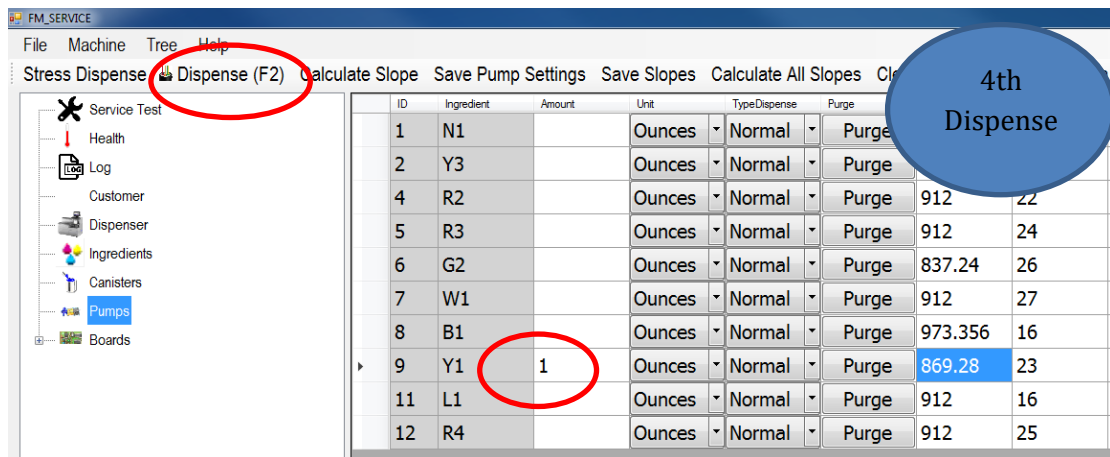 FM_SERVICE
File Machine Tree Help
Stress Dispense Dispense (F2) Calculate Slope Save Pump Settings Save Slopes Calculate All Slopes
4th
Dispense
Service Test
Health
LOG Log
Customer
Dispenser
Ingredients
Canisters
Pumps
Boards
ID Ingredient Amount Unit TypeDispense Purge
1 N1 Ounces Normal Purge
2 Y3 Ounces Normal Purge
4 R2 Ounces Normal Purge 912 22
5 R3 Ounces Normal Purge 912 24
6 G2 Ounces Normal Purge 837.24 26
7 W1 Ounces Normal Purge 912 27
8 B1 Ounces Normal Purge 973.356 16
9 Y1 1 Ounces Normal Purge 869.28 23
11 L1 Ounces Normal Purge 912 16
12 R4 Ounces Normal Purge 912 25